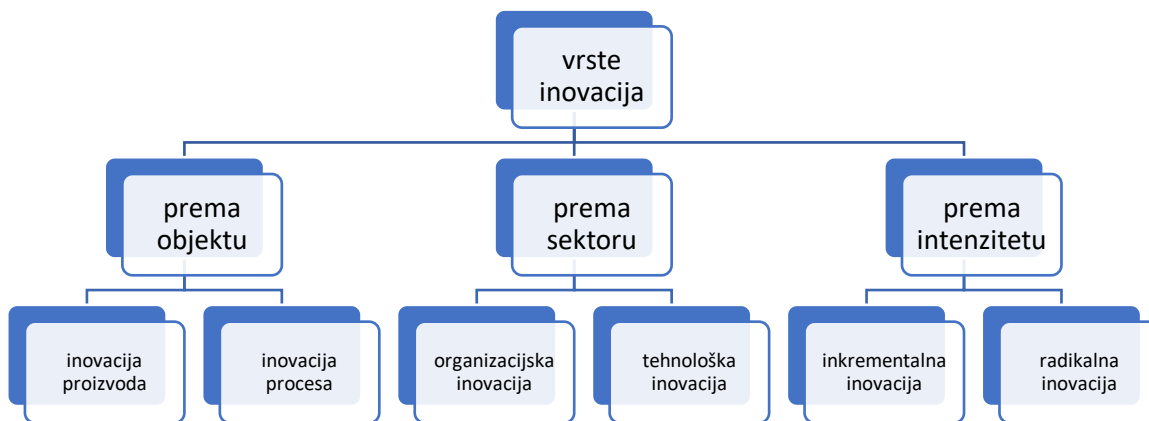 vrste
inovacija
prema
objektu
prema
sektoru
prema
intenzitetu
inovacija
proizvoda
inovacija
procesa
organizacijska
inovacija
tehnološka
inovacija
inkrementalna
inovacija
radikalna
inovacija